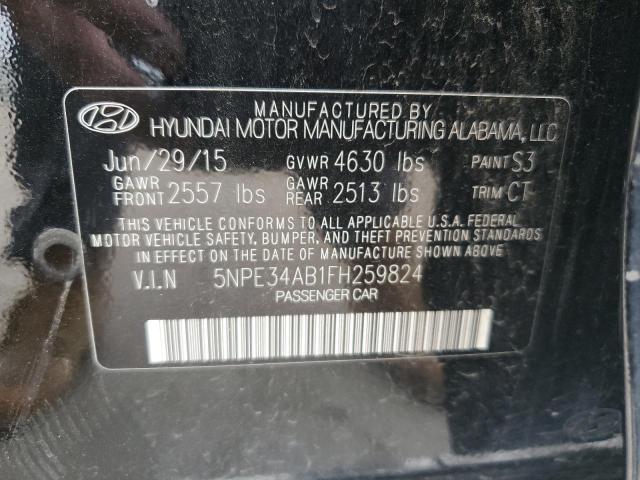 MANUFACTURED BY
HYUNDAI MOTOR MANUFACTURING ALABAMA, LLC
Jun/29/15 GVWR 4630 lbs PAINT S3
GAWR FRONT 2557 lbs GAWR REAR 2513 lbs TRIM CT
THIS VEHICLE CONFORMS TO ALL APPLICABLE U.S.A. FEDERAL
MOTOR VEHICLE SAFETY, BUMPER, AND THEFT PREVENTION STANDARDS
IN EFFECT ON THE DATE OF MANUFACTURE SHOWN ABOVE.
V.I.N 5NPE34AB1FH259824
PASSENGER CAR